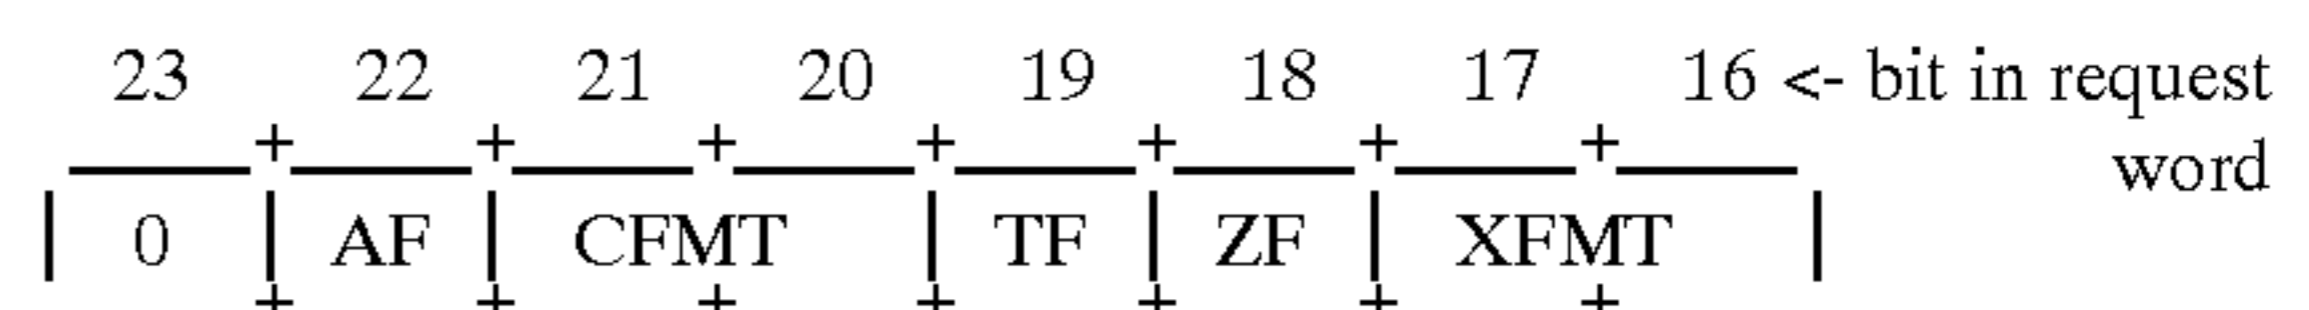 23 22 21 20 19 18 17 16 <- bit in request
word
+ + + + + + +
| 0 | AF | CFMT | TF | ZF | XFMT |
+ + + + + + +